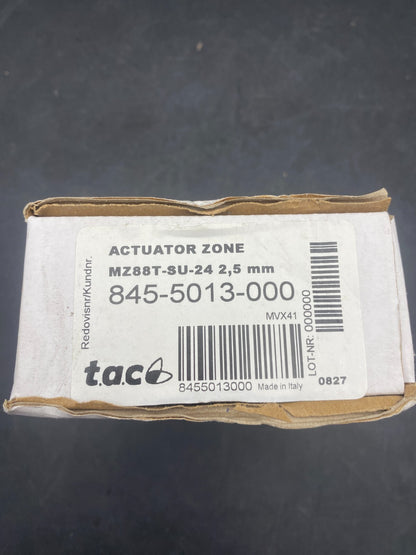 Redovisnr/Kundnr.
ACTUATOR ZONE
MZ88T-SU-24 2,5 mm
845-5013-000
MVX41
LOT-NR: 000000
t.a.c
8455013000
Made in Italy
0827